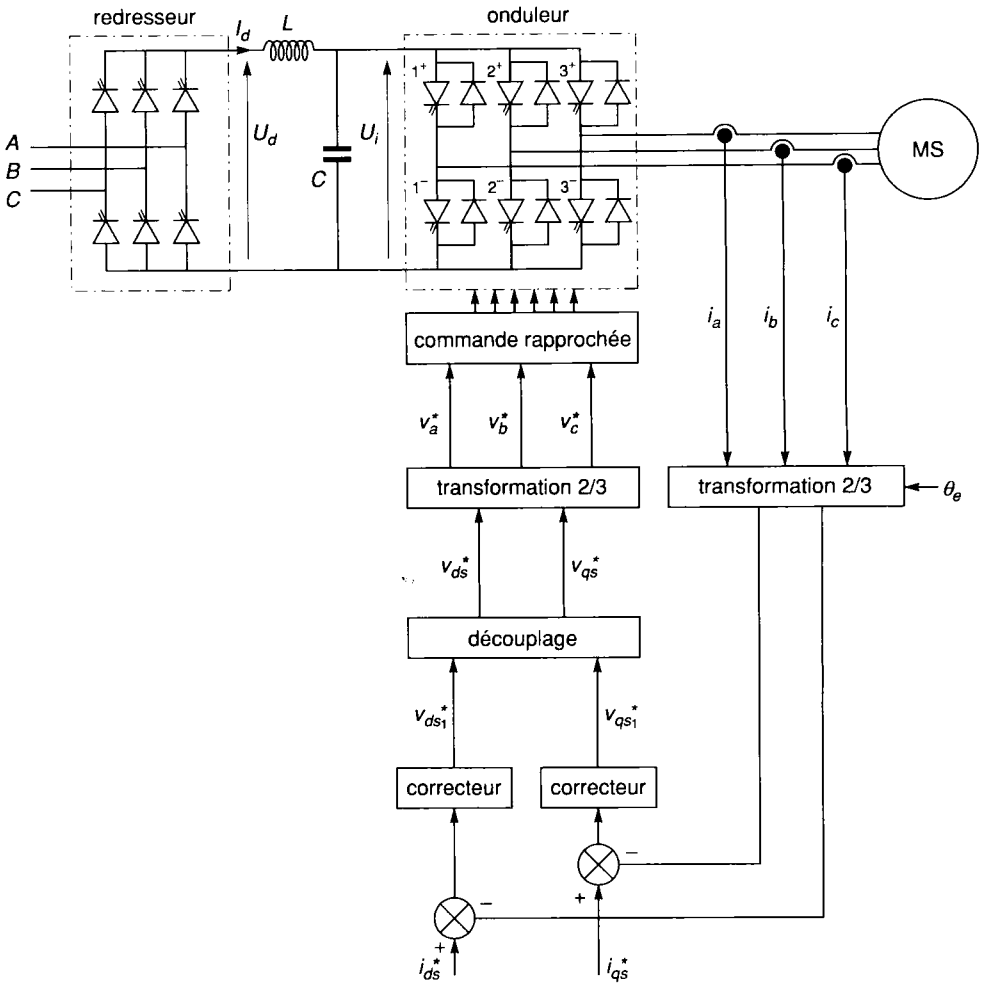 redresseur
onduleur
I_d
L
1⁺
2⁺
3⁺
U_d
U_i
C
A
B
C
MS
1⁻
2⁻
3⁻
commande rapprochée
i_a
i_b
i_c
v_a*
v_b*
v_c*
transformation 2/3
transformation 2/3
θ_e
v_ds*
v_qs*
découplage
v_ds1*
v_qs1*
correcteur
correcteur
−
+
−
+
i_ds*
i_qs*